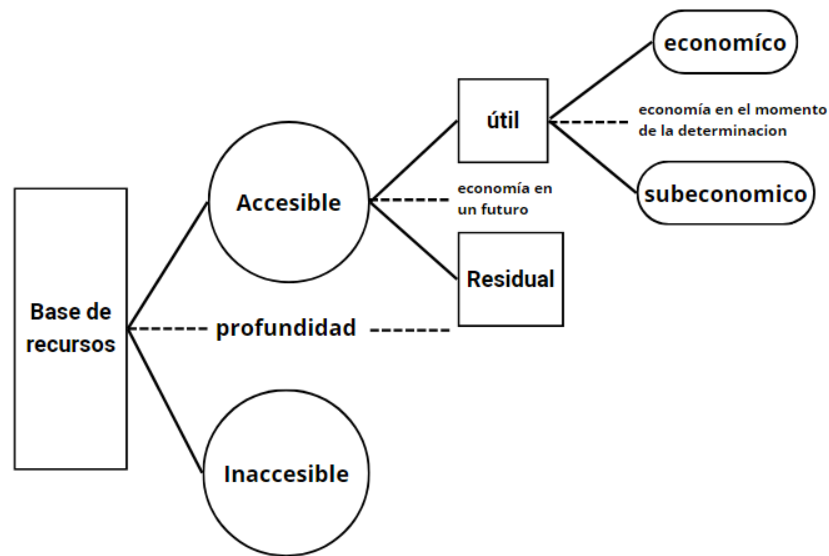 economíco
útil
economía en el momento
de la determinacion
Accesible
economía en
un futuro
subeconomico
Residual
Base de
recursos
profundidad
Inaccesible